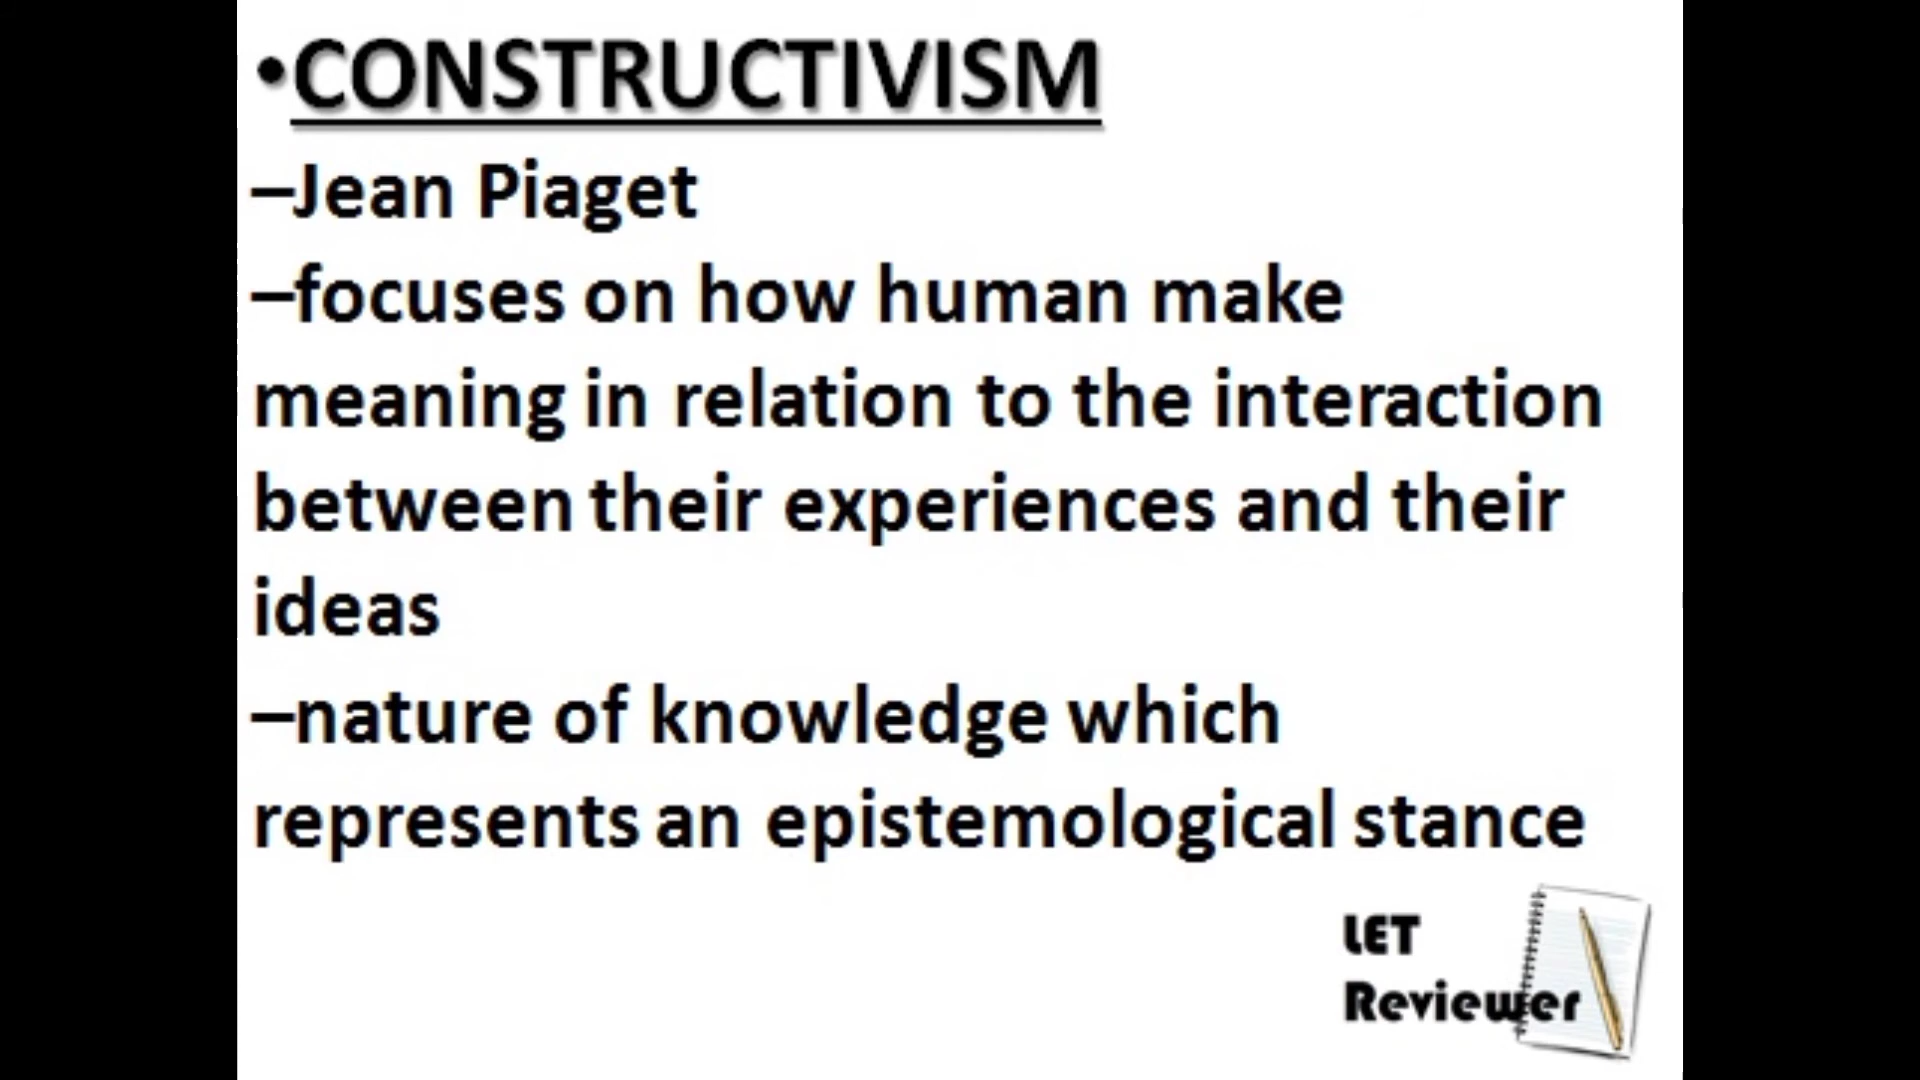 •CONSTRUCTIVISM
–Jean Piaget
–focuses on how human make
meaning in relation to the interaction
between their experiences and their
ideas
–nature of knowledge which
represents an epistemological stance
LET
Reviewer